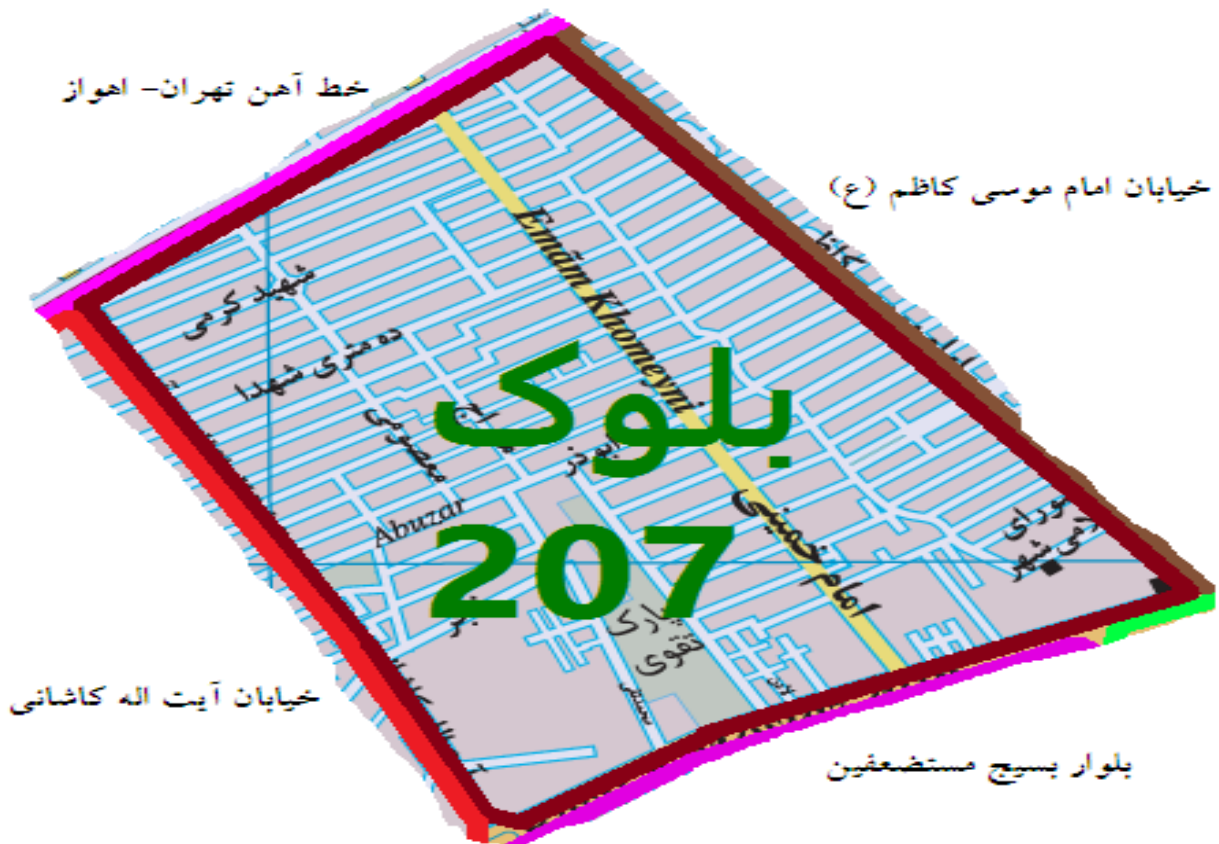 خط آهن تهران- اهواز
خیابان امام موسی کاظم (ع)
Emām Khomeyni
شهید کرمی
ده متری شهدا
بلوک
معصومی
ابوذر
Abuzar
امام خمینی
207
پارک
تقوی
خیابان آیت اله کاشانی
بلوار بسیج مستضعفین